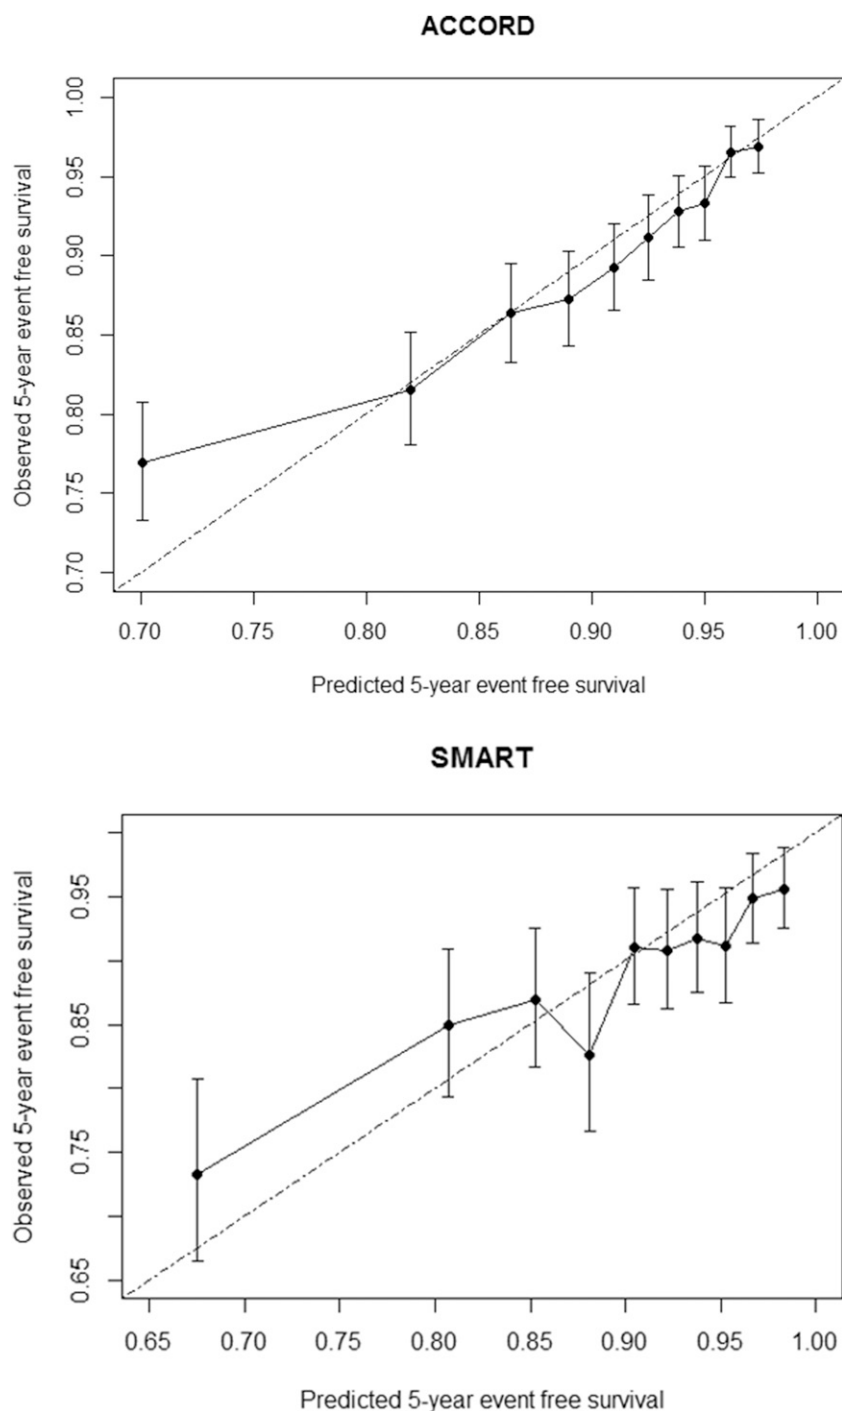 ACCORD
Observed 5-year event free survival
1.00
0.95
0.90
0.85
0.80
0.75
0.70
0.70 0.75 0.80 0.85 0.90 0.95 1.00
Predicted 5-year event free survival
SMART
Observed 5-year event free survival
0.95
0.85
0.75
0.65
0.65 0.70 0.75 0.80 0.85 0.90 0.95 1.00
Predicted 5-year event free survival